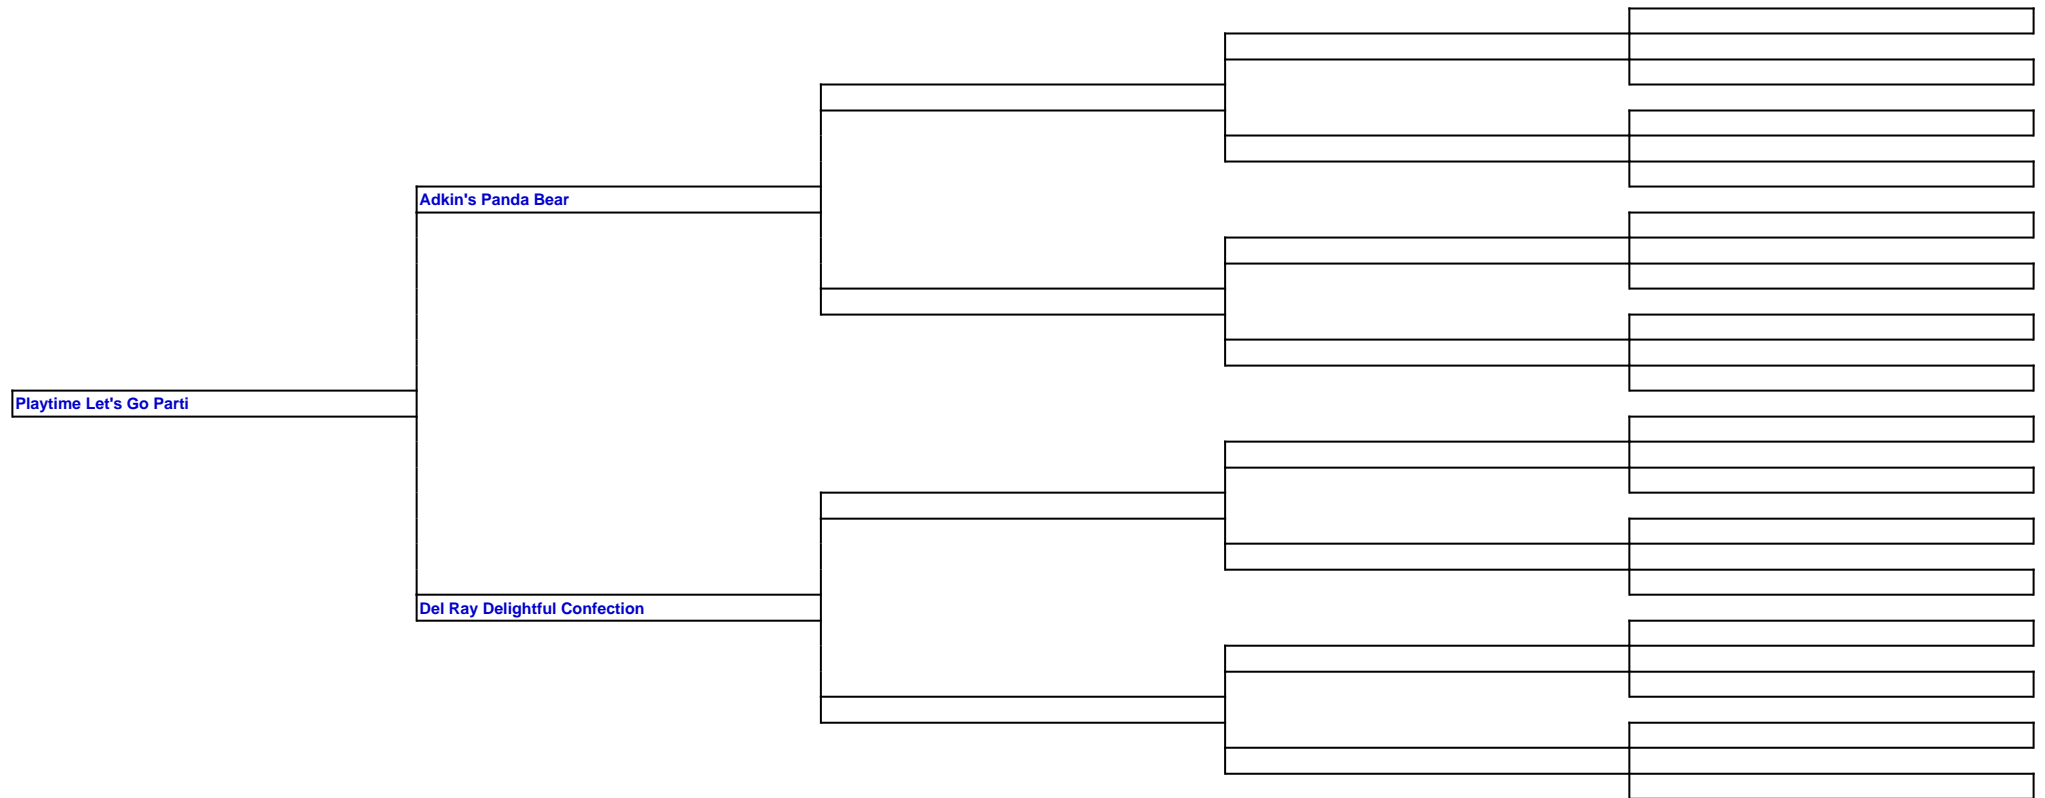 Adkin's Panda Bear
Playtime Let's Go Parti
Del Ray Delightful Confection